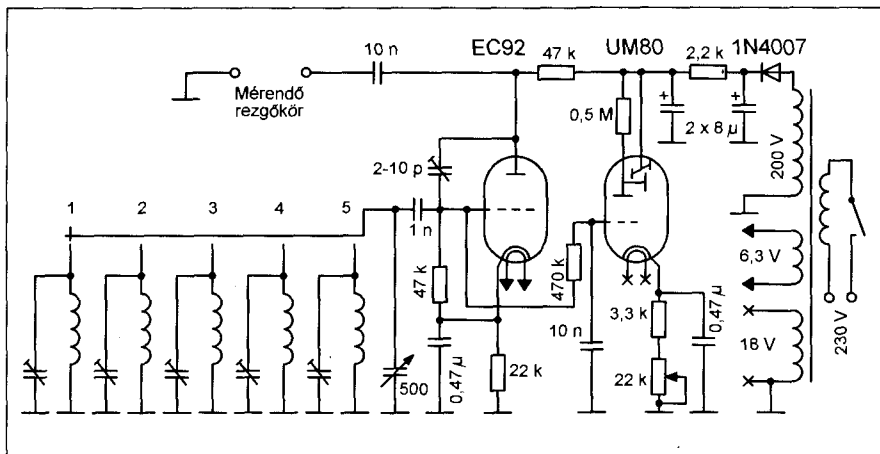 EC92
UM80
1N4007
10 n
47 k
2,2 k
Mérendő
rezgőkör
0,5 M
2 x 8 µ
+
+
200 V
2-10 p
1
2
3
4
5
1 n
47 k
470 k
6,3 V
3,3 k
0,47 µ
230 V
10 n
18 V
500
0,47 µ
22 k
22 k